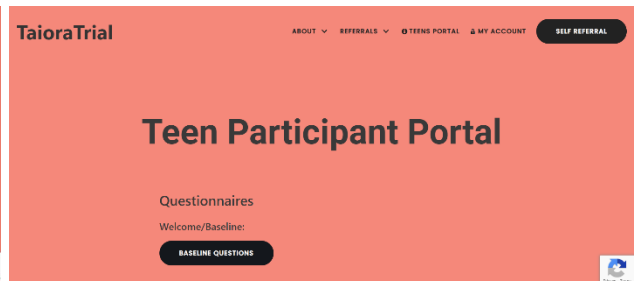 TaioraTrial
ABOUT REFERRALS TEENS PORTAL MY ACCOUNT SELF REFERRAL
Teen Participant Portal
Questionnaires
Welcome/Baseline:
BASELINE QUESTIONS